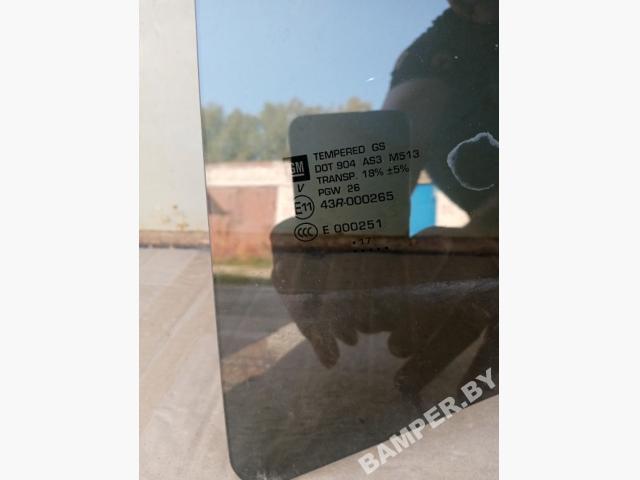 TEMPERED GS
GM DOT 904 AS3 M513
TRANSP. 18% ±5%
V PGW 26
E11 43R-000265
CCC E 000251
• 17
•••••
BAMPER.BY